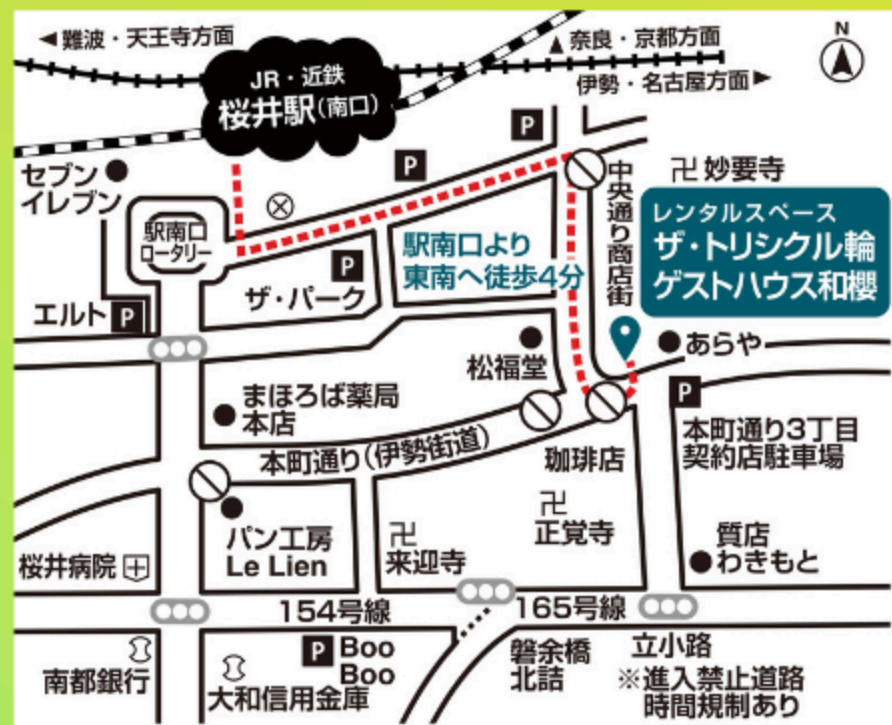 ◀難波・天王寺方面
▲奈良・京都方面
N
JR・近鉄
桜井駅(南口)
伊勢・名古屋方面▶
P
セブン
イレブン
P
中央通り商店街
卍 妙要寺
駅南口
ロータリー
駅南口より
東南へ徒歩4分
レンタルスペース
ザ・トリシクル輪
ゲストハウス和櫻
P
ザ・パーク
エルト P
松福堂
あらや
まほろば薬局
本店
P
本町通り3丁目
契約店駐車場
本町通り(伊勢街道)
珈琲店
パン工房
Le Lien
卍
来迎寺
卍
正覚寺
質店
わきもと
桜井病院
154号線
165号線
南都銀行
大和信用金庫
P Boo
Boo
磐余橋
北詰
立小路
※進入禁止道路
時間規制あり